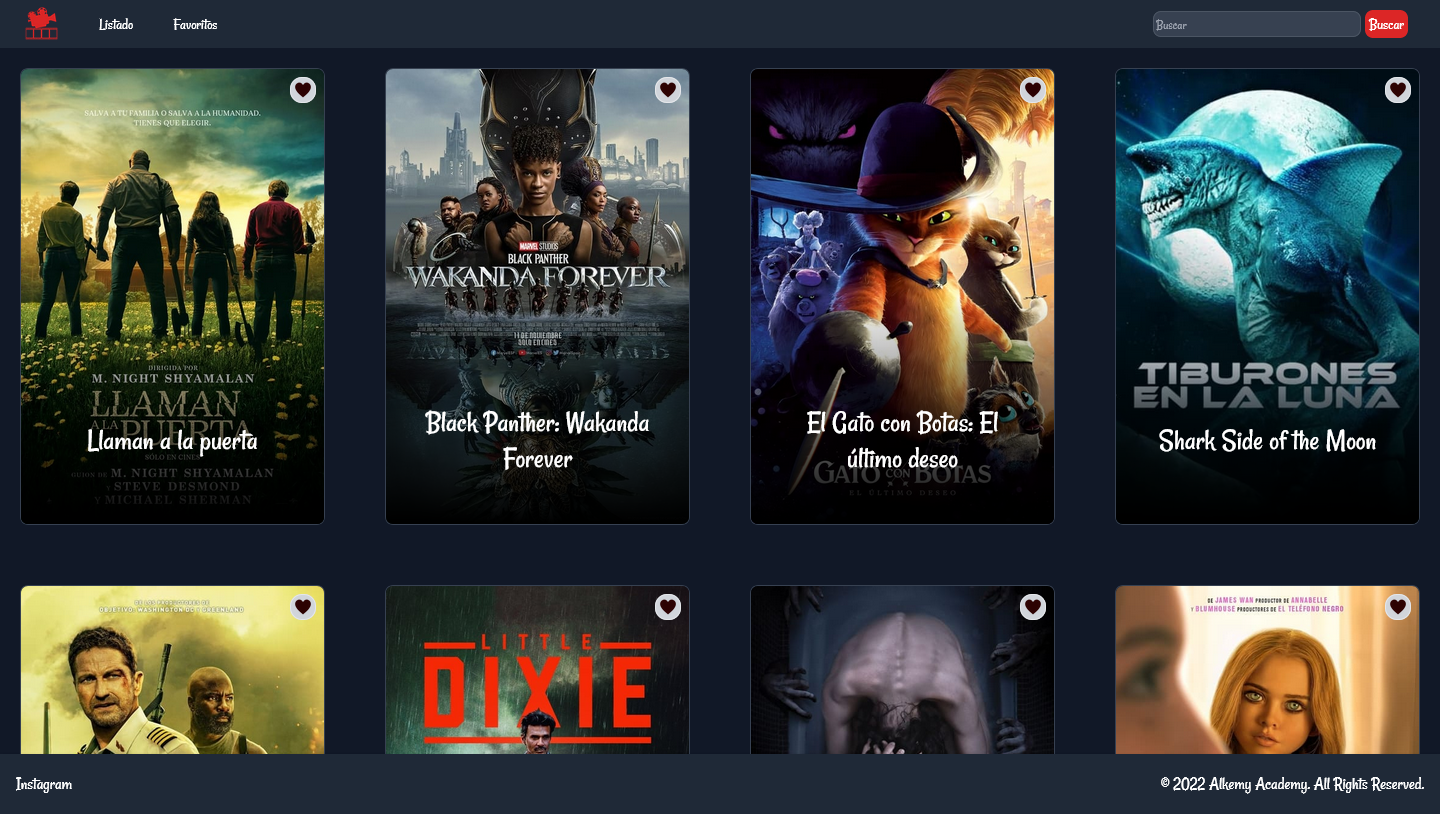 Listado
Favoritos
Buscar
Buscar
SALVA A TU FAMILIA O SALVA A LA HUMANIDAD.
TIENES QUE ELEGIR.
DIRIGIDA POR
M. NIGHT SHYAMALAN
LLAMAN
A LA PUERTA
Llaman a la puerta
SOLO EN CINES
GUION DE M. NIGHT SHYAMALAN
Y STEVE DESMOND
Y MICHAEL SHERMAN
MARVEL STUDIOS
BLACK PANTHER
WAKANDA FOREVER
11 DE NOVIEMBRE
SOLO EN CINES
Black Panther: Wakanda
Forever
El Gato con Botas: El
último deseo
GATO CON BOTAS
EL ÚLTIMO DESEO
TIBURONES
EN LA LUNA
Shark Side of the Moon
DE LOS PRODUCTORES DE
OBJETIVO: WASHINGTON D.C. Y GREENLAND
LITTLE
DIXIE
DE JAMES WAN PRODUCTOR DE ANNABELLE
Y BLUMHOUSE PRODUCTORES DE EL TELÉFONO NEGRO
Instagram
© 2022 Alkemy Academy. All Rights Reserved.